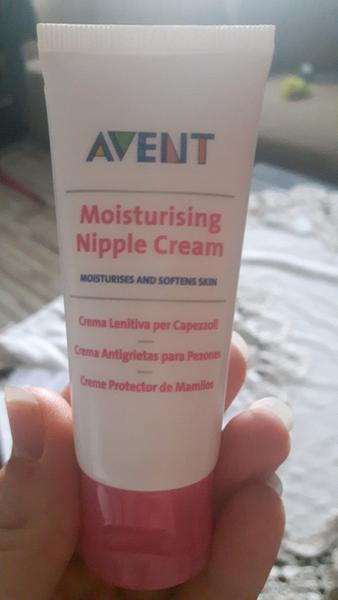 AVENT
Moisturising
Nipple Cream
MOISTURISES AND SOFTENS SKIN
Crema Lenitiva per Capezzoli
Crema Antigrietas para Pezones
Creme Protector de Mamilos